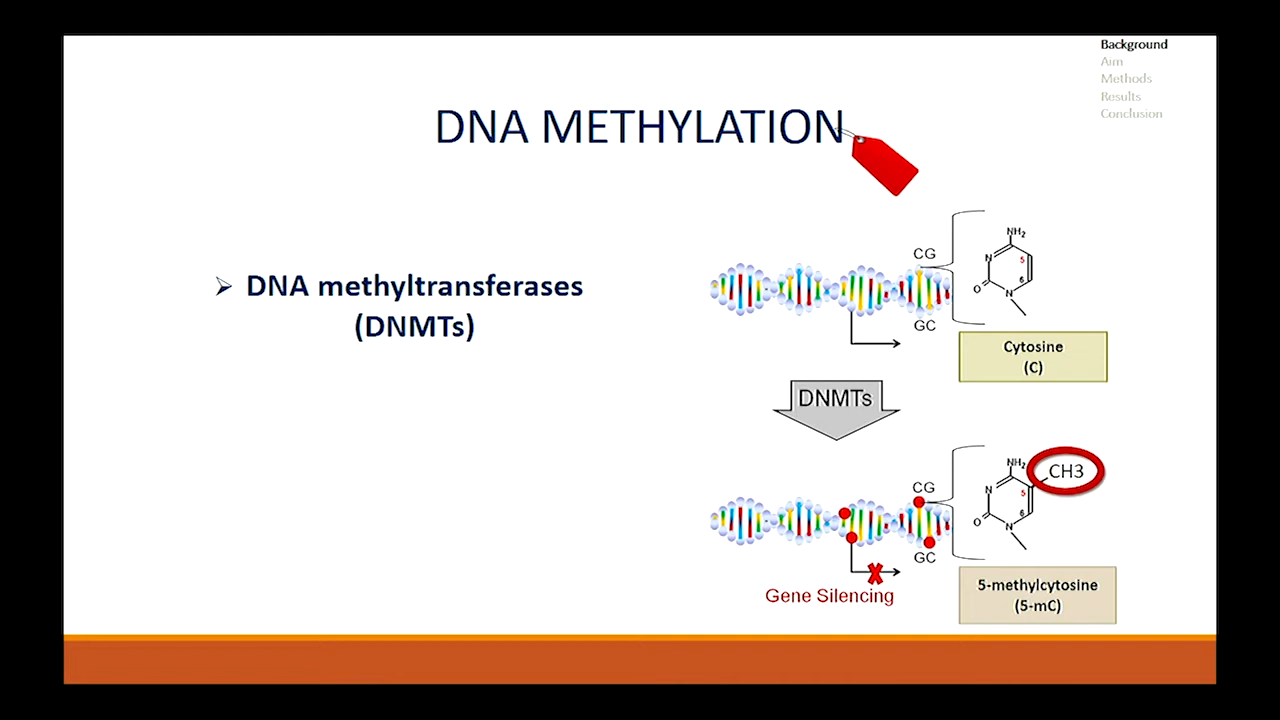 Background
Aim
Methods
Results
Conclusion
DNA METHYLATION
➢ DNA methyltransferases
(DNMTs)
CG
GC
NH₂
N
5
6
O
N
Cytosine
(C)
DNMTs
CG
GC
NH₂
CH3
N
5
6
O
N
Gene Silencing
5-methylcytosine
(5-mC)